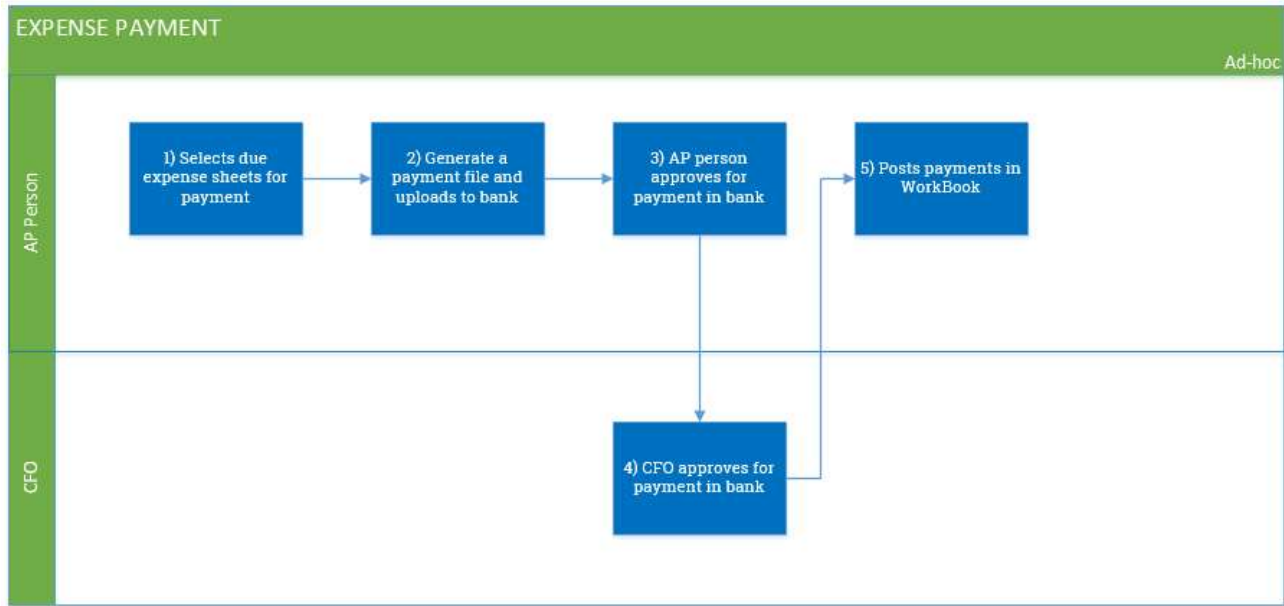 EXPENSE PAYMENT
Ad-hoc
AP Person
1) Selects due
expense sheets for
payment
2) Generate a
payment file and
uploads to bank
3) AP person
approves for
payment in bank
5) Posts payments in
WorkBook
CFO
4) CFO approves for
payment in bank